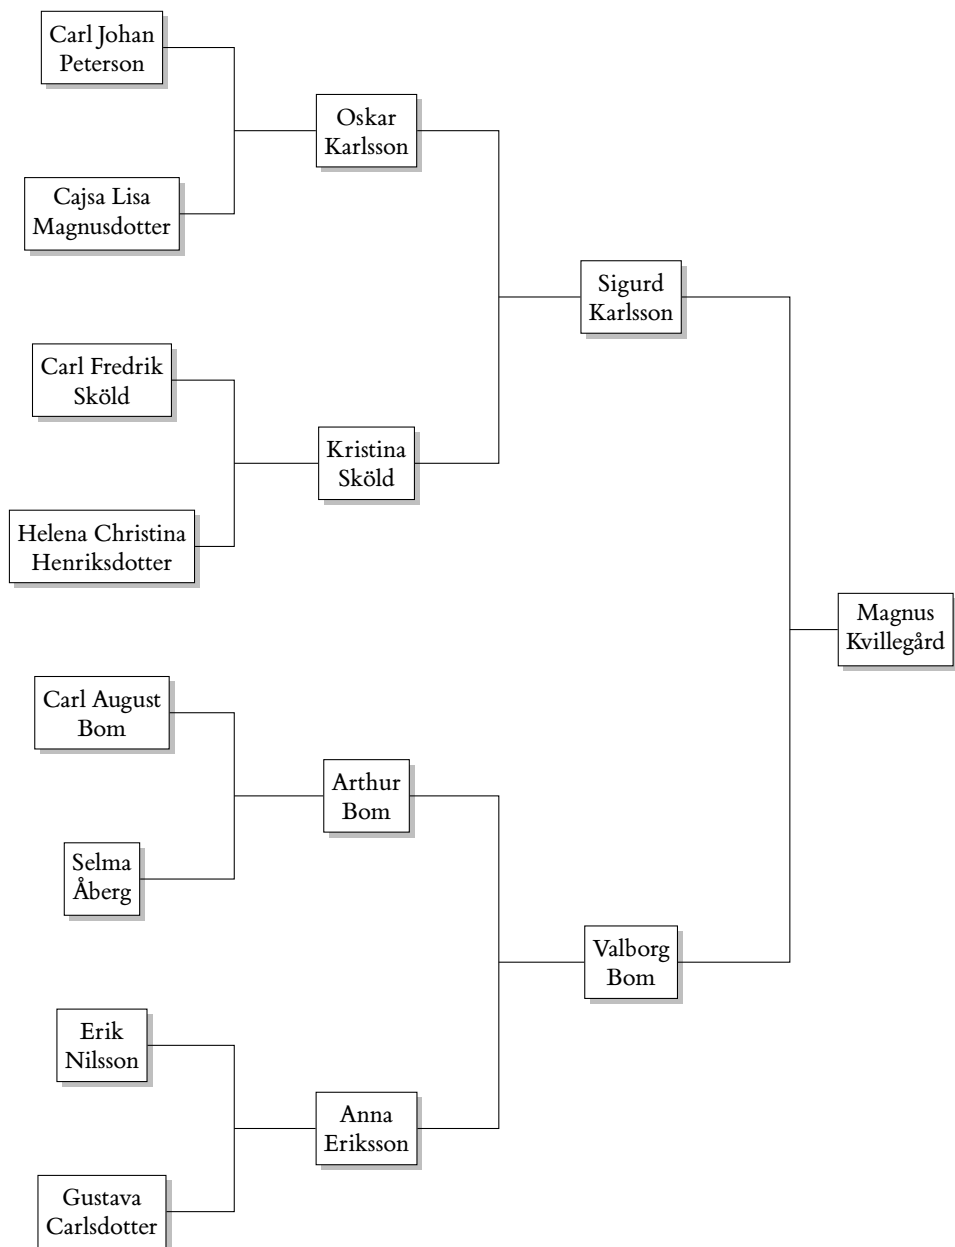 Carl Johan
Peterson
Oskar
Karlsson
Cajsa Lisa
Magnusdotter
Sigurd
Karlsson
Carl Fredrik
Sköld
Kristina
Sköld
Helena Christina
Henriksdotter
Magnus
Kvillegård
Carl August
Bom
Arthur
Bom
Selma
Åberg
Valborg
Bom
Erik
Nilsson
Anna
Eriksson
Gustava
Carlsdotter